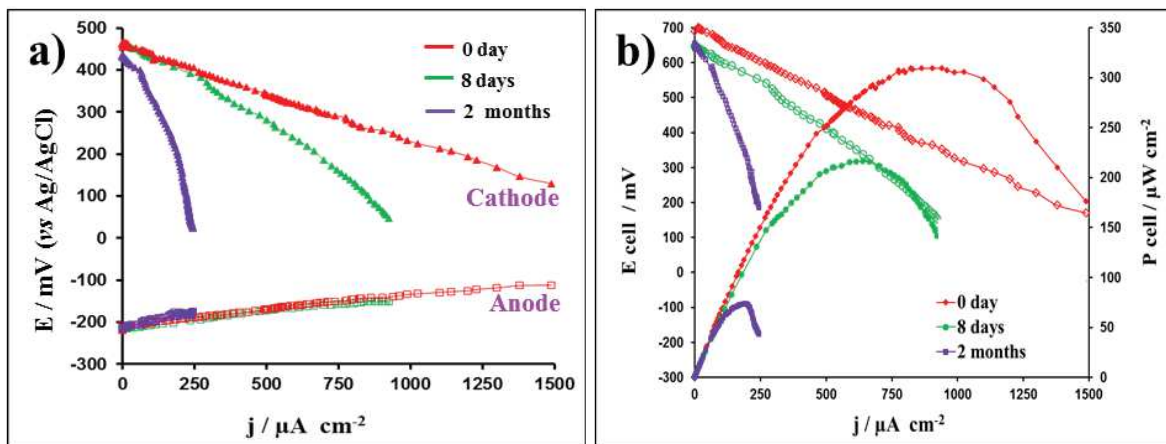 a)
500
400
300
200
100
0
-100
-200
-300
E / mV (vs Ag/AgCl)
0 day
8 days
2 months
Cathode
Anode
0 250 500 750 1000 1250 1500
j / µA cm-2
b)
700
600
500
400
300
200
100
0
-100
-200
-300
E cell / mV
350
300
250
200
150
100
50
0
P cell / µW cm-2
0 day
8 days
2 months
0 250 500 750 1000 1250 1500
j / µA cm-2